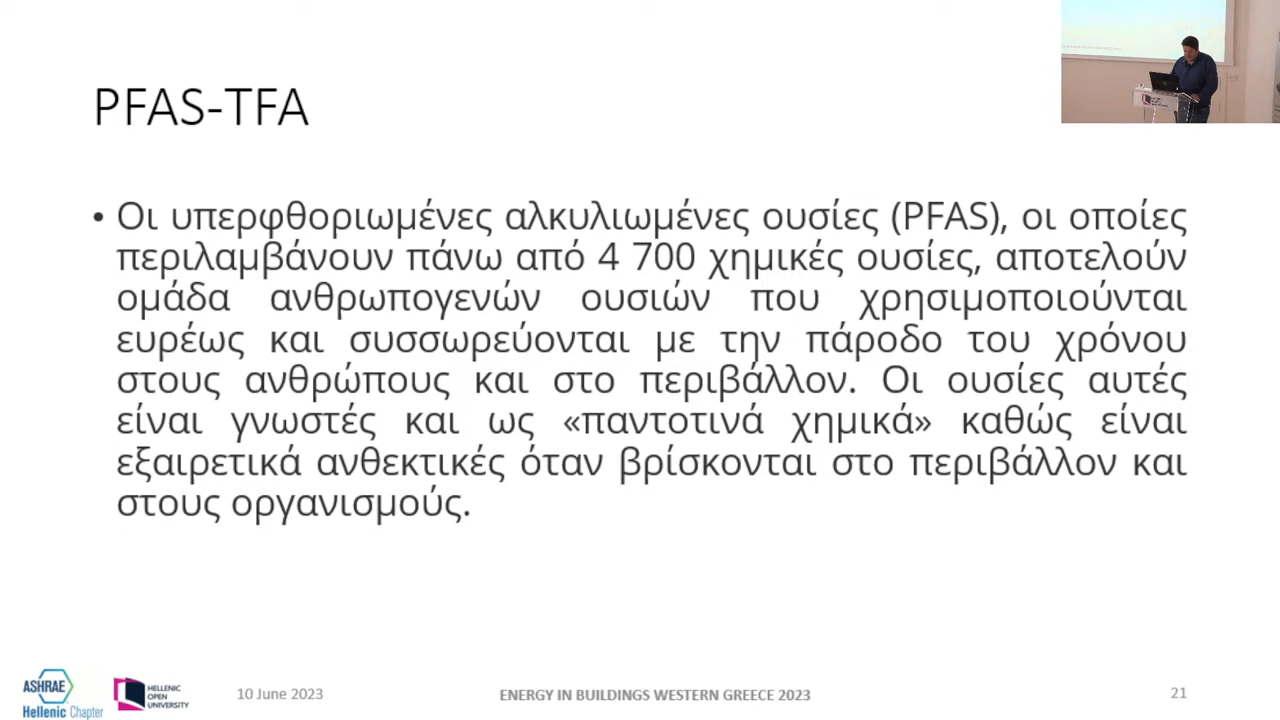 PFAS-TFA
• Οι υπερφθοριωμένες αλκυλιωμένες ουσίες (PFAS), οι οποίες
περιλαμβάνουν πάνω από 4 700 χημικές ουσίες, αποτελούν
ομάδα ανθρωπογενών ουσιών που χρησιμοποιούνται
ευρέως και συσσωρεύονται με την πάροδο του χρόνου
στους ανθρώπους και στο περιβάλλον. Οι ουσίες αυτές
είναι γνωστές και ως «παντοτινά χημικά» καθώς είναι
εξαιρετικά ανθεκτικές όταν βρίσκονται στο περιβάλλον και
στους οργανισμούς.
ASHRAE
Hellenic Chapter
HELLENIC
OPEN
UNIVERSITY
10 June 2023
ENERGY IN BUILDINGS WESTERN GREECE 2023
21